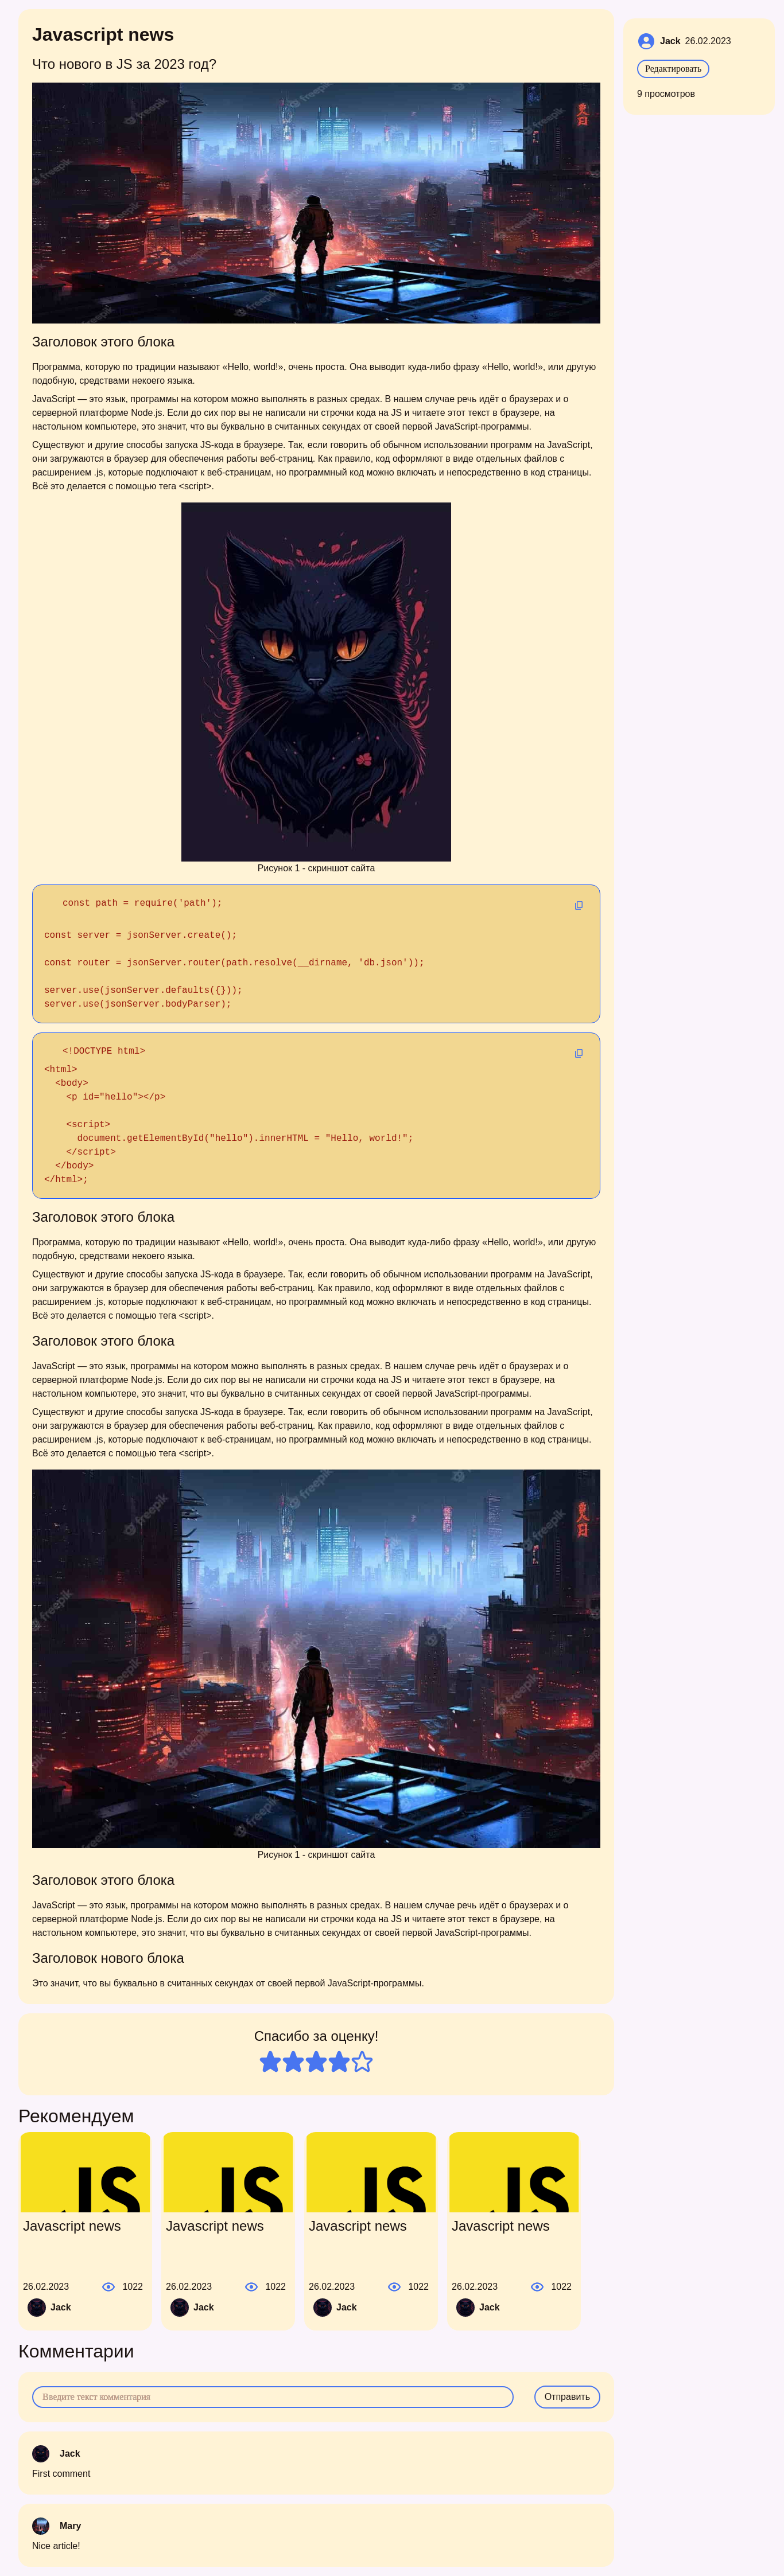 Javascript news
Что нового в JS за 2023 год?
Jack 26.02.2023
Редактировать
9 просмотров
Заголовок этого блока
Программа, которую по традиции называют «Hello, world!», очень проста. Она выводит куда-либо фразу «Hello, world!», или другую
подобную, средствами некоего языка.
JavaScript — это язык, программы на котором можно выполнять в разных средах. В нашем случае речь идёт о браузерах и о
серверной платформе Node.js. Если до сих пор вы не написали ни строчки кода на JS и читаете этот текст в браузере, на
настольном компьютере, это значит, что вы буквально в считанных секундах от своей первой JavaScript-программы.
Существуют и другие способы запуска JS-кода в браузере. Так, если говорить об обычном использовании программ на JavaScript,
они загружаются в браузер для обеспечения работы веб-страниц. Как правило, код оформляют в виде отдельных файлов с
расширением .js, которые подключают к веб-страницам, но программный код можно включать и непосредственно в код страницы.
Всё это делается с помощью тега <script>.
Рисунок 1 - скриншот сайта
const path = require('path');
const server = jsonServer.create();
const router = jsonServer.router(path.resolve(__dirname, 'db.json'));
server.use(jsonServer.defaults({}));
server.use(jsonServer.bodyParser);
<!DOCTYPE html>
<html>
<body>
<p id="hello"></p>
<script>
document.getElementById("hello").innerHTML = "Hello, world!";
</script>
</body>
</html>;
Заголовок этого блока
Программа, которую по традиции называют «Hello, world!», очень проста. Она выводит куда-либо фразу «Hello, world!», или другую
подобную, средствами некоего языка.
Существуют и другие способы запуска JS-кода в браузере. Так, если говорить об обычном использовании программ на JavaScript,
они загружаются в браузер для обеспечения работы веб-страниц. Как правило, код оформляют в виде отдельных файлов с
расширением .js, которые подключают к веб-страницам, но программный код можно включать и непосредственно в код страницы.
Всё это делается с помощью тега <script>.
Заголовок этого блока
JavaScript — это язык, программы на котором можно выполнять в разных средах. В нашем случае речь идёт о браузерах и о
серверной платформе Node.js. Если до сих пор вы не написали ни строчки кода на JS и читаете этот текст в браузере, на
настольном компьютере, это значит, что вы буквально в считанных секундах от своей первой JavaScript-программы.
Существуют и другие способы запуска JS-кода в браузере. Так, если говорить об обычном использовании программ на JavaScript,
они загружаются в браузер для обеспечения работы веб-страниц. Как правило, код оформляют в виде отдельных файлов с
расширением .js, которые подключают к веб-страницам, но программный код можно включать и непосредственно в код страницы.
Всё это делается с помощью тега <script>.
Рисунок 1 - скриншот сайта
Заголовок этого блока
JavaScript — это язык, программы на котором можно выполнять в разных средах. В нашем случае речь идёт о браузерах и о
серверной платформе Node.js. Если до сих пор вы не написали ни строчки кода на JS и читаете этот текст в браузере, на
настольном компьютере, это значит, что вы буквально в считанных секундах от своей первой JavaScript-программы.
Заголовок нового блока
Это значит, что вы буквально в считанных секундах от своей первой JavaScript-программы.
Спасибо за оценку!
Рекомендуем
JS JS JS JS
Javascript news Javascript news Javascript news Javascript news
26.02.2023 1022 26.02.2023 1022 26.02.2023 1022 26.02.2023 1022
Jack Jack Jack Jack
Комментарии
Введите текст комментария
Отправить
Jack
First comment
Mary
Nice article!